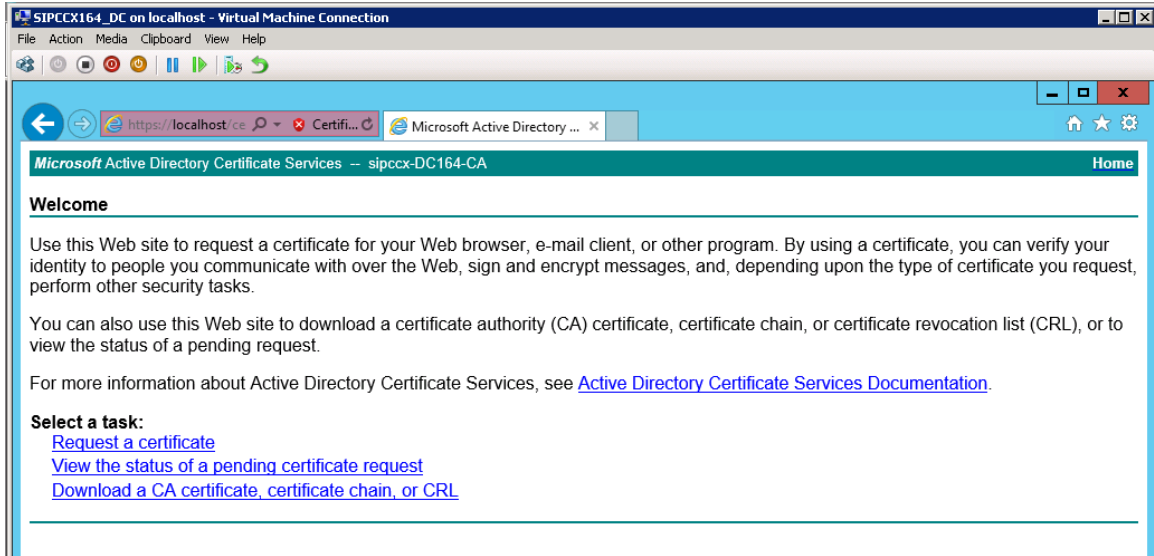 SIPCCX164_DC on localhost - Virtual Machine Connection
File Action Media Clipboard View Help
https://localhost/ce Certifi... Microsoft Active Directory ...
Microsoft Active Directory Certificate Services -- sipccx-DC164-CA Home
Welcome
Use this Web site to request a certificate for your Web browser, e-mail client, or other program. By using a certificate, you can verify your
identity to people you communicate with over the Web, sign and encrypt messages, and, depending upon the type of certificate you request,
perform other security tasks.
You can also use this Web site to download a certificate authority (CA) certificate, certificate chain, or certificate revocation list (CRL), or to
view the status of a pending request.
For more information about Active Directory Certificate Services, see Active Directory Certificate Services Documentation.
Select a task:
Request a certificate
View the status of a pending certificate request
Download a CA certificate, certificate chain, or CRL